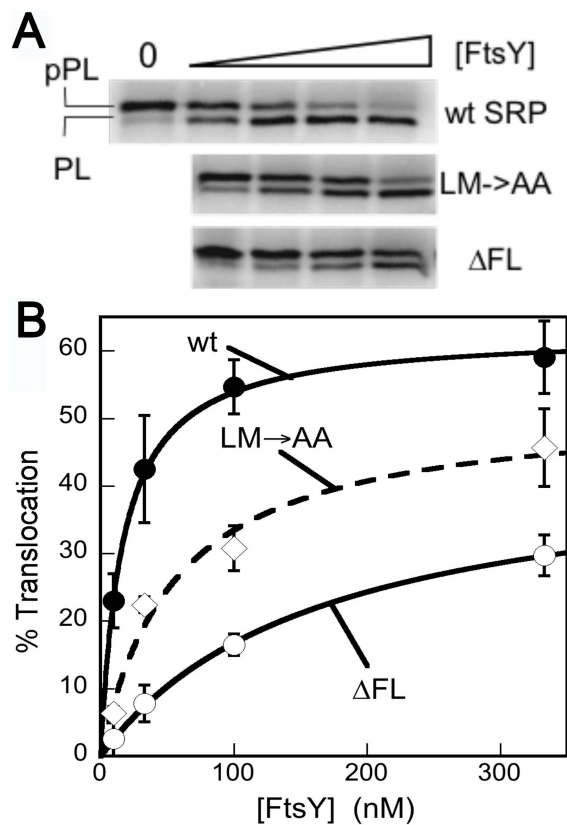 A
0
[FtsY]
pPL
wt SRP
PL
LM->AA
ΔFL
B
60
wt
50
LM→AA
40
30
20
10
ΔFL
0
% Translocation
0
100
200
300
[FtsY] (nM)